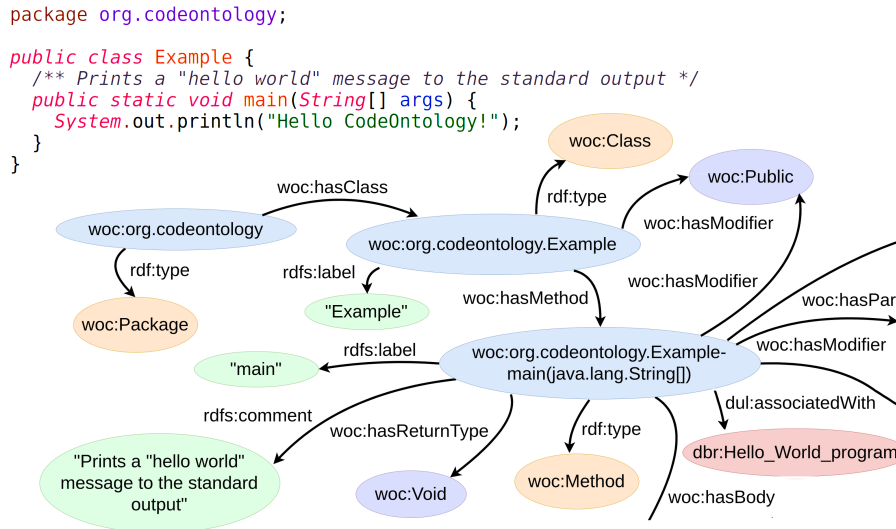 package org.codeontology;
public class Example {
/** Prints a "hello world" message to the standard output */
public static void main(String[] args) {
System.out.println("Hello CodeOntology!");
}
}
woc:Class
woc:Public
woc:hasClass
rdf:type
woc:hasModifier
woc:org.codeontology
woc:org.codeontology.Example
rdf:type
rdfs:label
woc:hasModifier
woc:hasMethod
woc:hasPar
"Example"
woc:Package
woc:hasModifier
rdfs:label
woc:org.codeontology.Example-
main(java.lang.String[])
"main"
dul:associatedWith
rdfs:comment
woc:hasReturnType
rdf:type
dbr:Hello_World_program
"Prints a "hello world"
message to the standard
output"
woc:Void
woc:Method
woc:hasBody